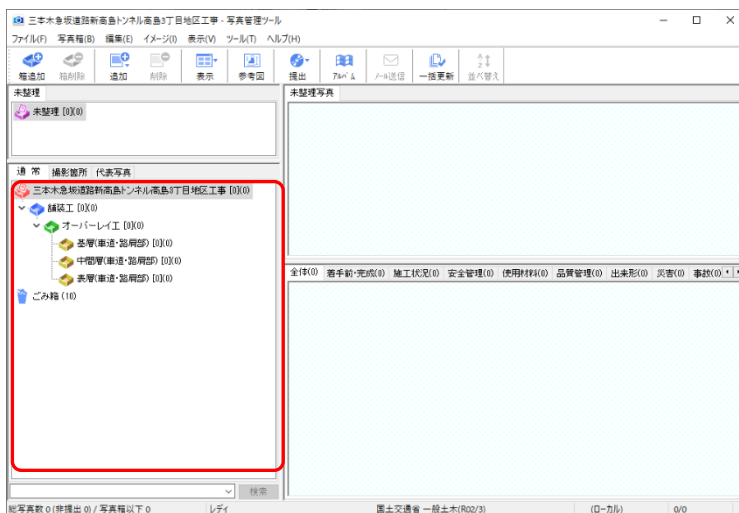 三本木急坂道路新高島トンネル高島3丁目地区工事 - 写真管理ツール
ファイル(F) 写真箱(B) 編集(E) イメージ(I) 表示(V) ツール(T) ヘルプ(H)
箱追加 箱削除 追加 削除 表示 参考図 提出 アルバム メール送信 一括更新 並べ替え
未整理
未整理 [0](0)
未整理写真
通 常 撮影箇所 代表写真
三本木急坂道路新高島トンネル高島3丁目地区工事 [0](0)
舗装工 [0](0)
オーバーレイ工 [0](0)
基層(車道・路肩部) [0](0)
中間層(車道・路肩部) [0](0)
表層(車道・路肩部) [0](0)
ごみ箱 (10)
全体(0) 着手前・完成(0) 施工状況(0) 安全管理(0) 使用材料(0) 品質管理(0) 出来形(0) 災害(0) 事故(0)
検索
総写真数 0 (非提出 0) / 写真箱以下 0 レディ 国土交通省 一般土木(R02/3) (ローカル) 0/0